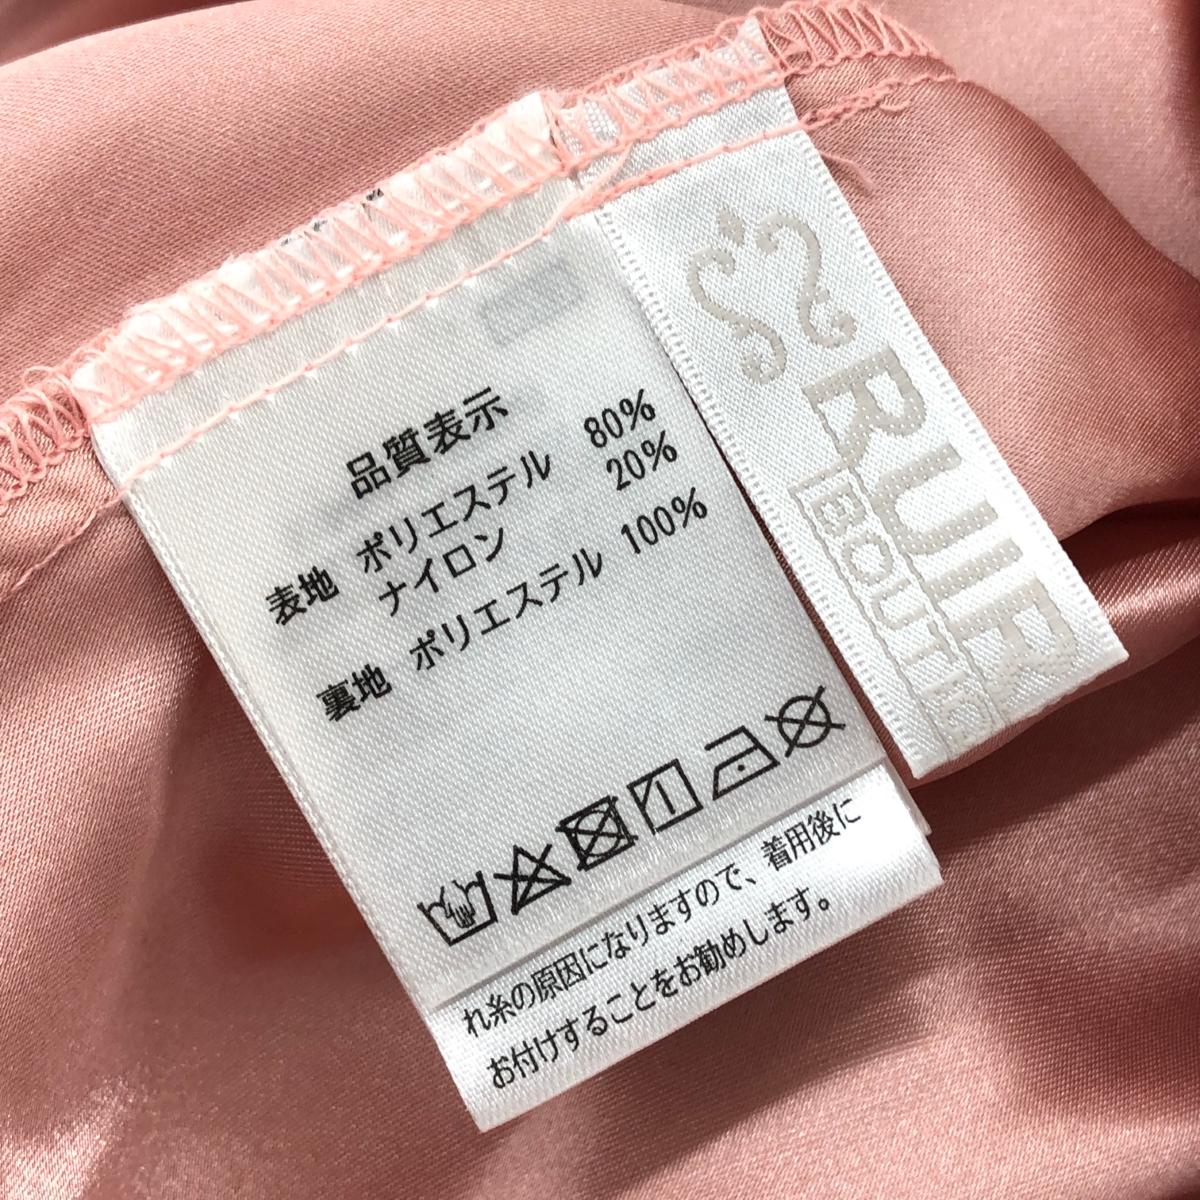 品質表示
表地 ポリエステル 80%
ナイロン 20%
裏地 ポリエステル 100%
れ糸の原因になりますので、着用後に
お付けすることをお勧めします。
RUIR
BOUTIQ